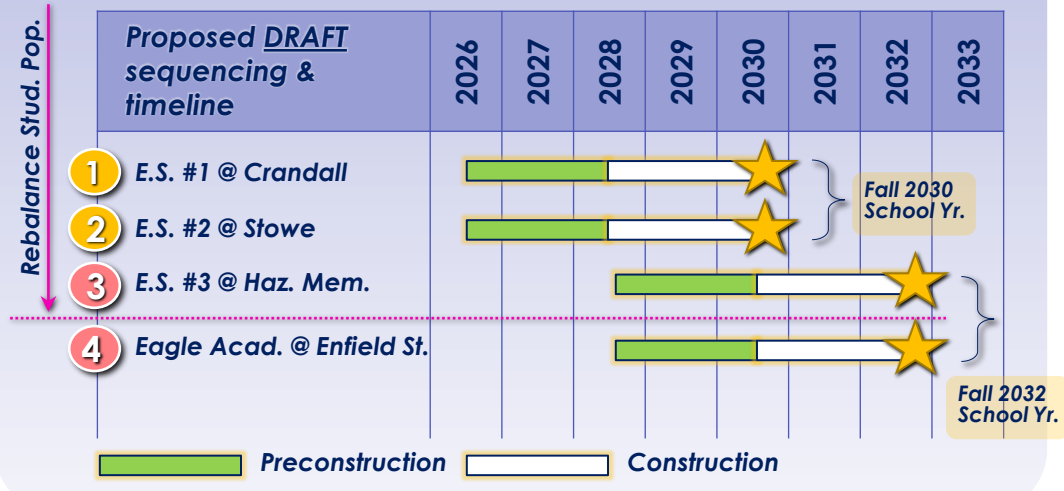 Rebalance Stud. Pop.
Proposed DRAFT
sequencing &
timeline
2026
2027
2028
2029
2030
2031
2032
2033
1
E.S. #1 @ Crandall
2
E.S. #2 @ Stowe
Fall 2030
School Yr.
3
E.S. #3 @ Haz. Mem.
4
Eagle Acad. @ Enfield St.
Fall 2032
School Yr.
Preconstruction
Construction